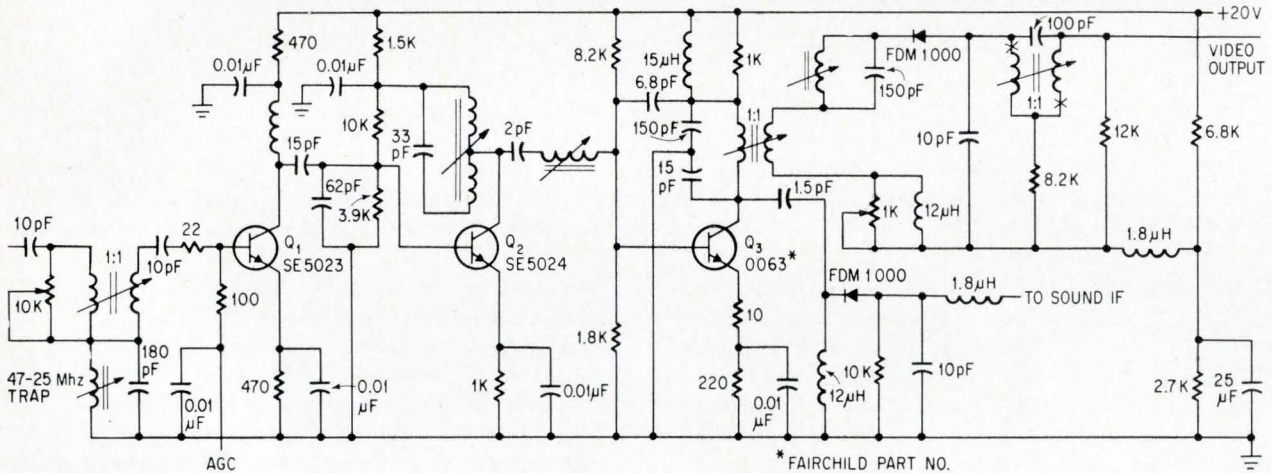 +20V
470
1.5K
8.2K
15μH
6.8pF
1K
FDM 1000
100pF
VIDEO
OUTPUT
0.01μF
0.01μF
150pF
10K
33
pF
2pF
150pF
1:1
10pF
1:1
12K
6.8K
15pF
62pF
3.9K
15
pF
1.5pF
1K
12μH
8.2K
10pF
1:1
10pF
22
Q1
SE5023
Q2
SE5024
Q3
0063*
1.8μH
10K
100
FDM 1000
1.8μH
TO SOUND IF
10
47-25 Mhz
TRAP
180
pF
0.01
μF
470
0.01
μF
1K
0.01μF
1.8K
220
0.01
μF
12μH
10K
10pF
2.7K
25
μF
AGC
*FAIRCHILD PART NO.